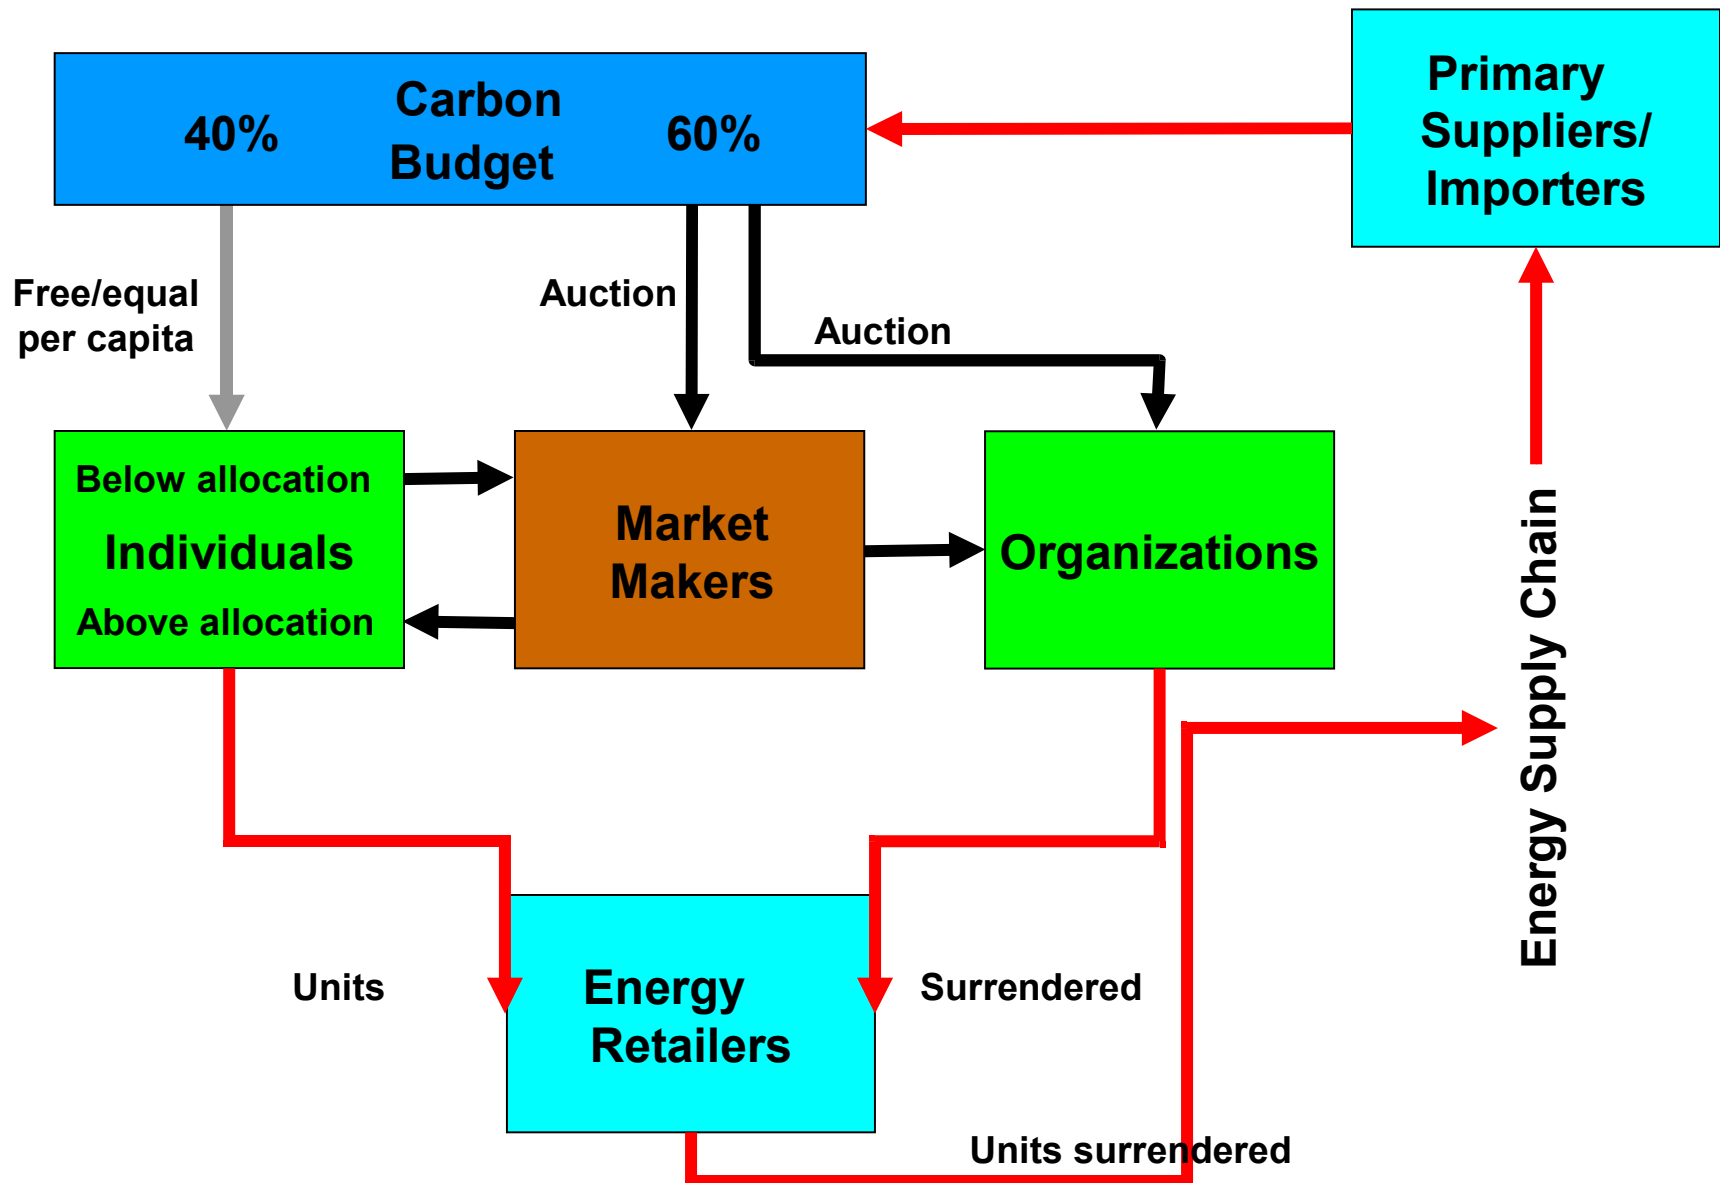 Carbon
Budget
40%
60%
Primary
Suppliers/
Importers
Free/equal
per capita
Auction
Auction
Below allocation
Individuals
Above allocation
Market
Makers
Organizations
Energy Supply Chain
Units
Energy
Retailers
Surrendered
Units surrendered